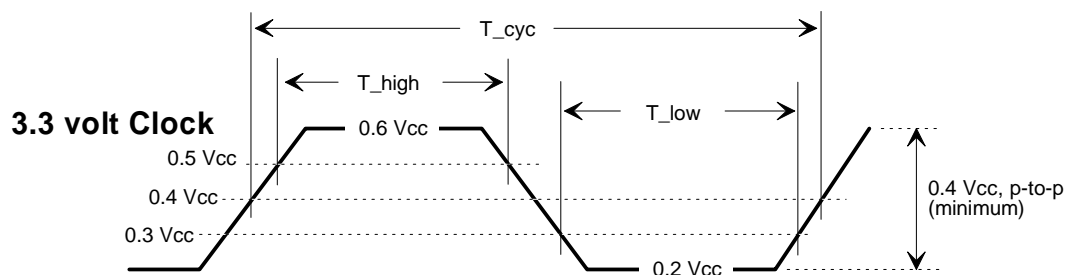 T_cyc
T_high
T_low
3.3 volt Clock
0.6 Vcc
0.5 Vcc
0.4 Vcc
0.4 Vcc, p-to-p
(minimum)
0.3 Vcc
0.2 Vcc